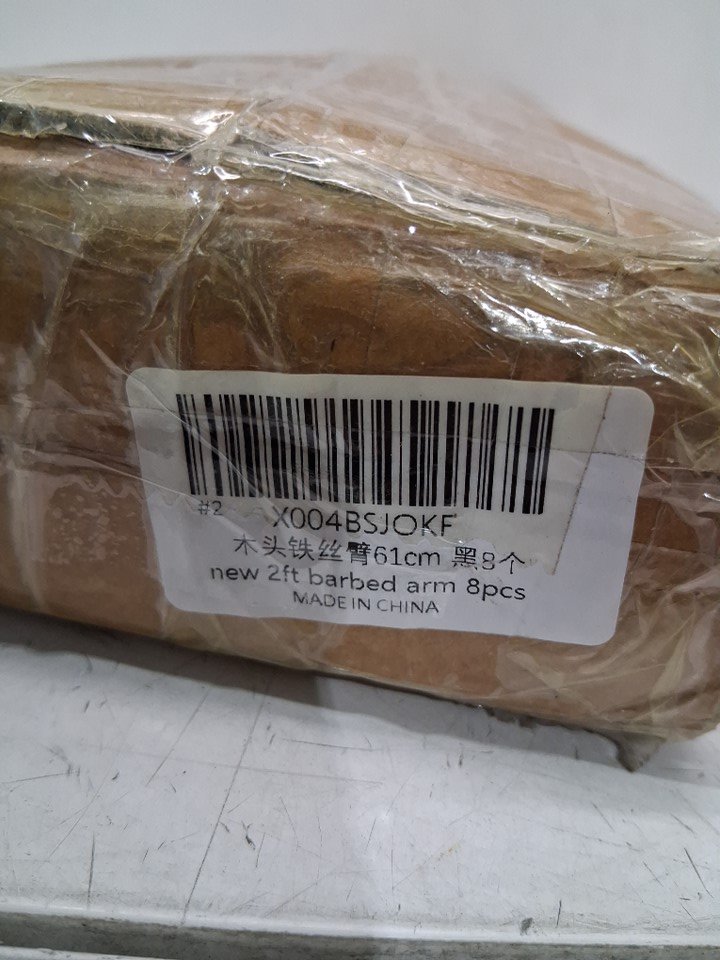 #2
X004BSJOKF
木头铁丝臂61cm 黑8个
new 2ft barbed arm 8pcs
MADE IN CHINA